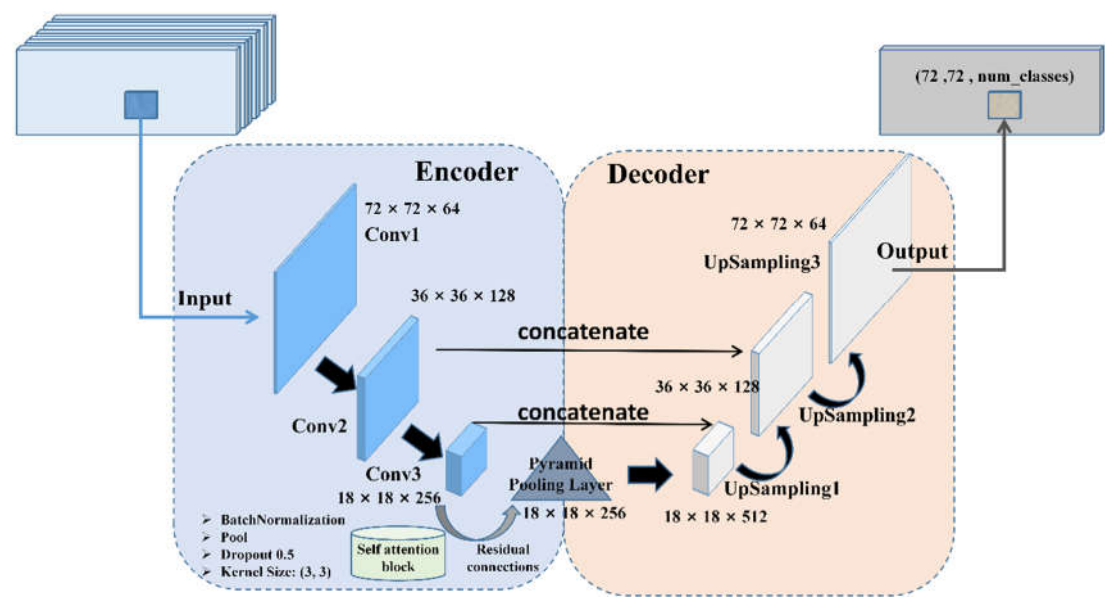 (72 ,72 , num_classes)
Encoder
Decoder
72 × 72 × 64
Conv1
72 × 72 × 64
UpSampling3
Output
Input
36 × 36 × 128
concatenate
36 × 36 × 128
Conv2
concatenate
UpSampling2
Conv3
18 × 18 × 256
Pyramid
Pooling Layer
18 × 18 × 256
UpSampling1
18 × 18 × 512
➢ BatchNormalization
➢ Pool
➢ Dropout 0.5
➢ Kernel Size: (3, 3)
Self attention
block
Residual
connections